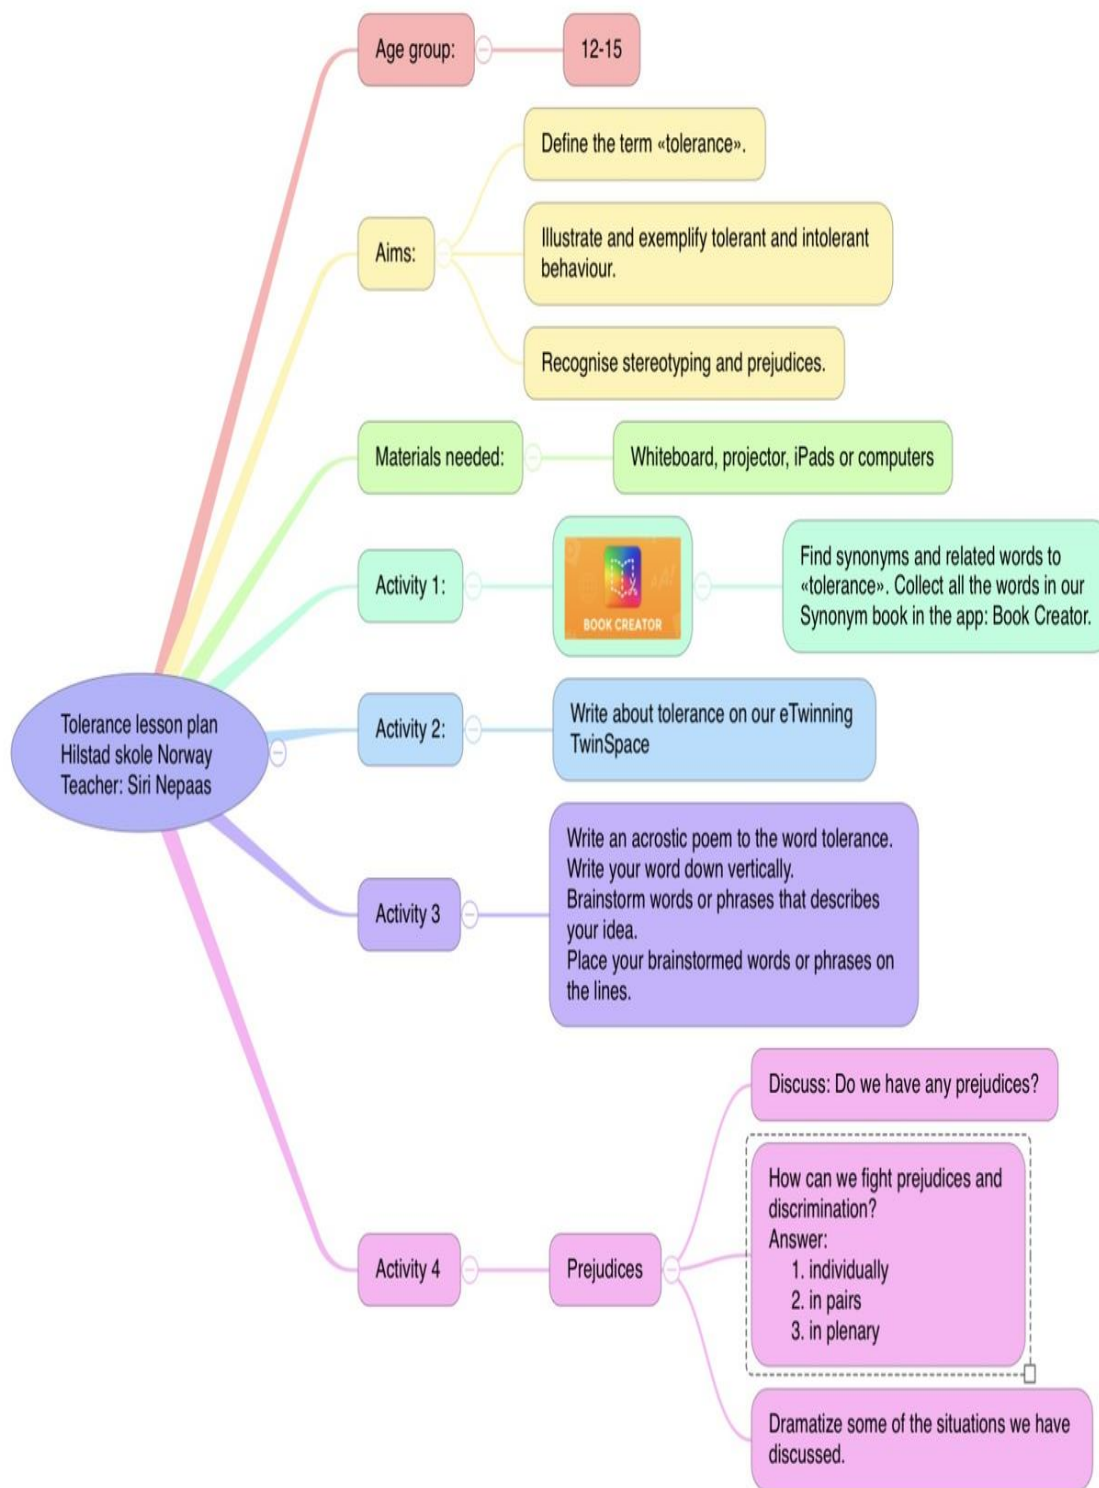 Age group:
12-15
Aims:
Define the term «tolerance».
Illustrate and exemplify tolerant and intolerant
behaviour.
Recognise stereotyping and prejudices.
Materials needed:
Whiteboard, projector, iPads or computers
Activity 1:
BOOK CREATOR
Find synonyms and related words to
«tolerance». Collect all the words in our
Synonym book in the app: Book Creator.
Tolerance lesson plan
Hilstad skole Norway
Teacher: Siri Nepaas
Activity 2:
Write about tolerance on our eTwinning
TwinSpace
Activity 3
Write an acrostic poem to the word tolerance.
Write your word down vertically.
Brainstorm words or phrases that describes
your idea.
Place your brainstormed words or phrases on
the lines.
Activity 4
Prejudices
Discuss: Do we have any prejudices?
How can we fight prejudices and
discrimination?
Answer:
1. individually
2. in pairs
3. in plenary
Dramatize some of the situations we have
discussed.